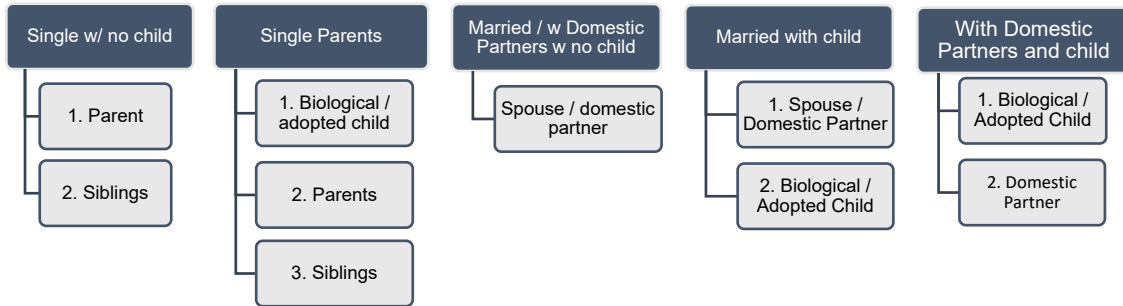 Single w/ no child
1. Parent
2. Siblings
Single Parents
1. Biological /
adopted child
2. Parents
3. Siblings
Married / w Domestic
Partners w no child
Spouse / domestic
partner
Married with child
1. Spouse /
Domestic Partner
2. Biological /
Adopted Child
With Domestic
Partners and child
1. Biological /
Adopted Child
2. Domestic
Partner